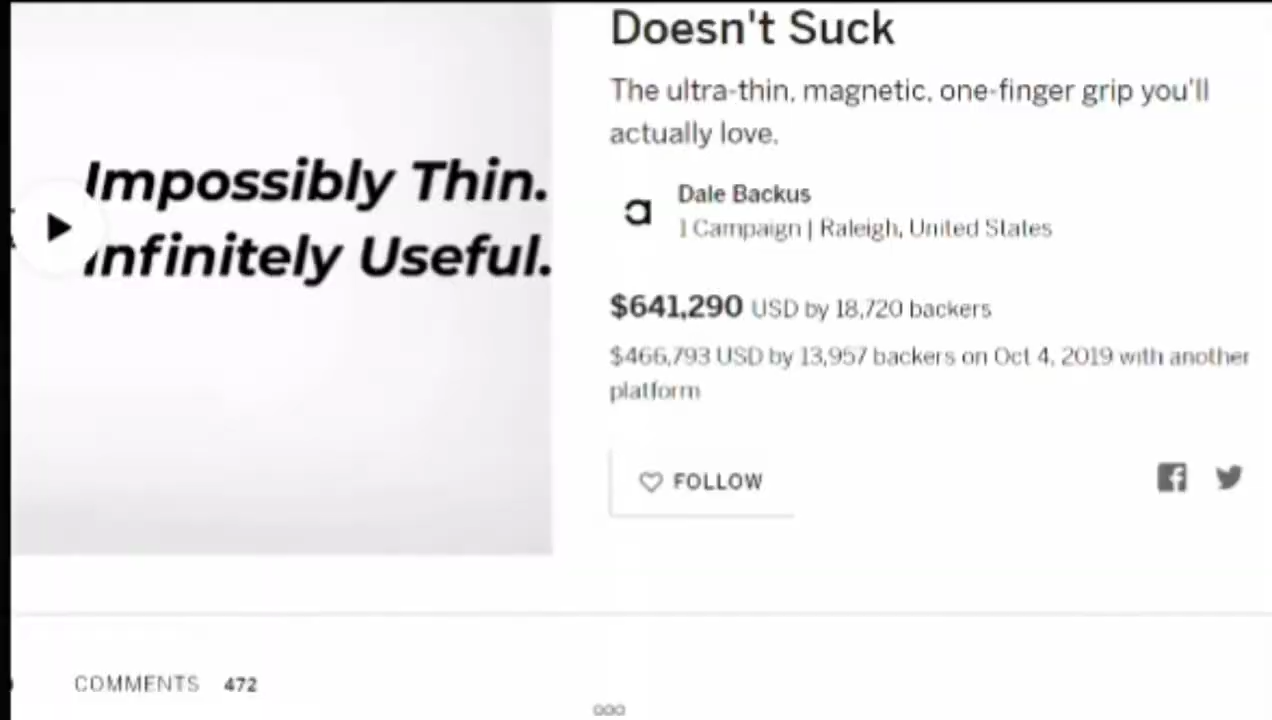 Doesn't Suck
The ultra-thin, magnetic, one-finger grip you'll
actually love.
Impossibly Thin.
Infinitely Useful.
a
Dale Backus
1 Campaign | Raleigh, United States
$641,290 USD by 18,720 backers
$466,793 USD by 13,957 backers on Oct 4, 2019 with another
platform
FOLLOW
COMMENTS 472